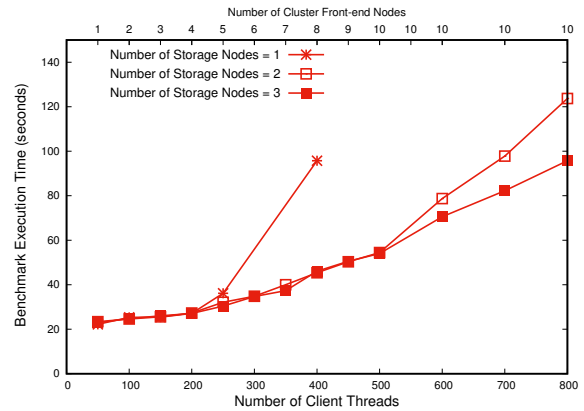 Number of Cluster Front-end Nodes
1 2 3 4 5 6 7 8 9 10 10 10 10
Number of Storage Nodes = 1
Number of Storage Nodes = 2
Number of Storage Nodes = 3
Benchmark Execution Time (seconds)
140
120
100
80
60
40
20
0
0 100 200 300 400 500 600 700 800
Number of Client Threads